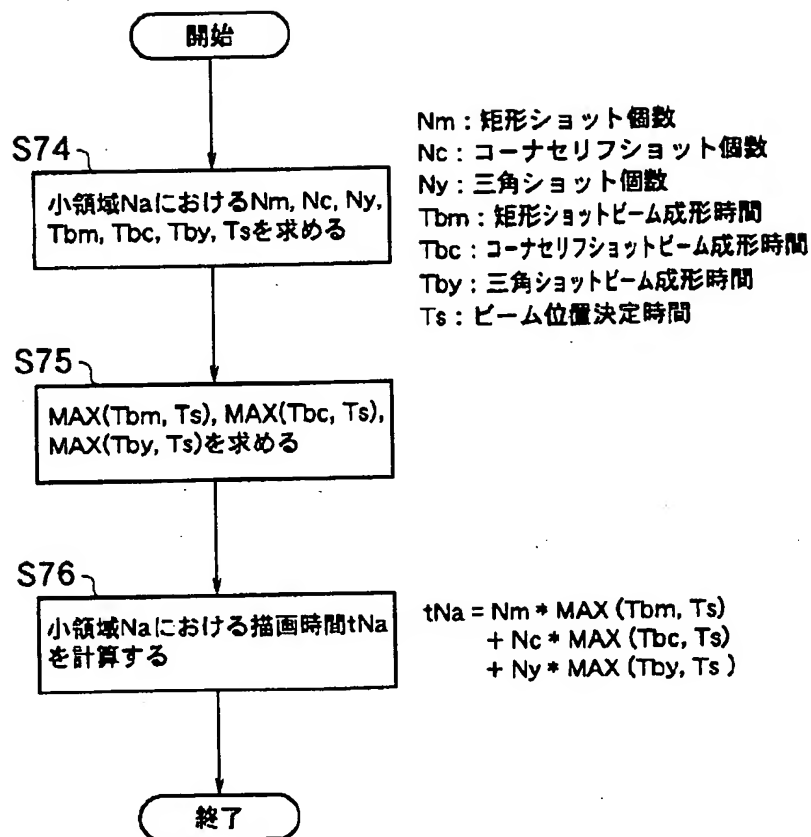 開始
S74
小領域Naにおける Nm, Nc, Ny,
Tbm, Tbc, Tby, Tsを求める
Nm : 矩形ショット個数
Nc : コーナセリフショット個数
Ny : 三角ショット個数
Tbm : 矩形ショットビーム成形時間
Tbc : コーナセリフショットビーム成形時間
Tby : 三角ショットビーム成形時間
Ts : ビーム位置決定時間
S75
MAX(Tbm, Ts), MAX(Tbc, Ts),
MAX(Tby, Ts)を求める
S76
小領域Naにおける描画時間tNa
を計算する
tNa = Nm * MAX (Tbm, Ts)
+ Nc * MAX (Tbc, Ts)
+ Ny * MAX (Tby, Ts )
終了